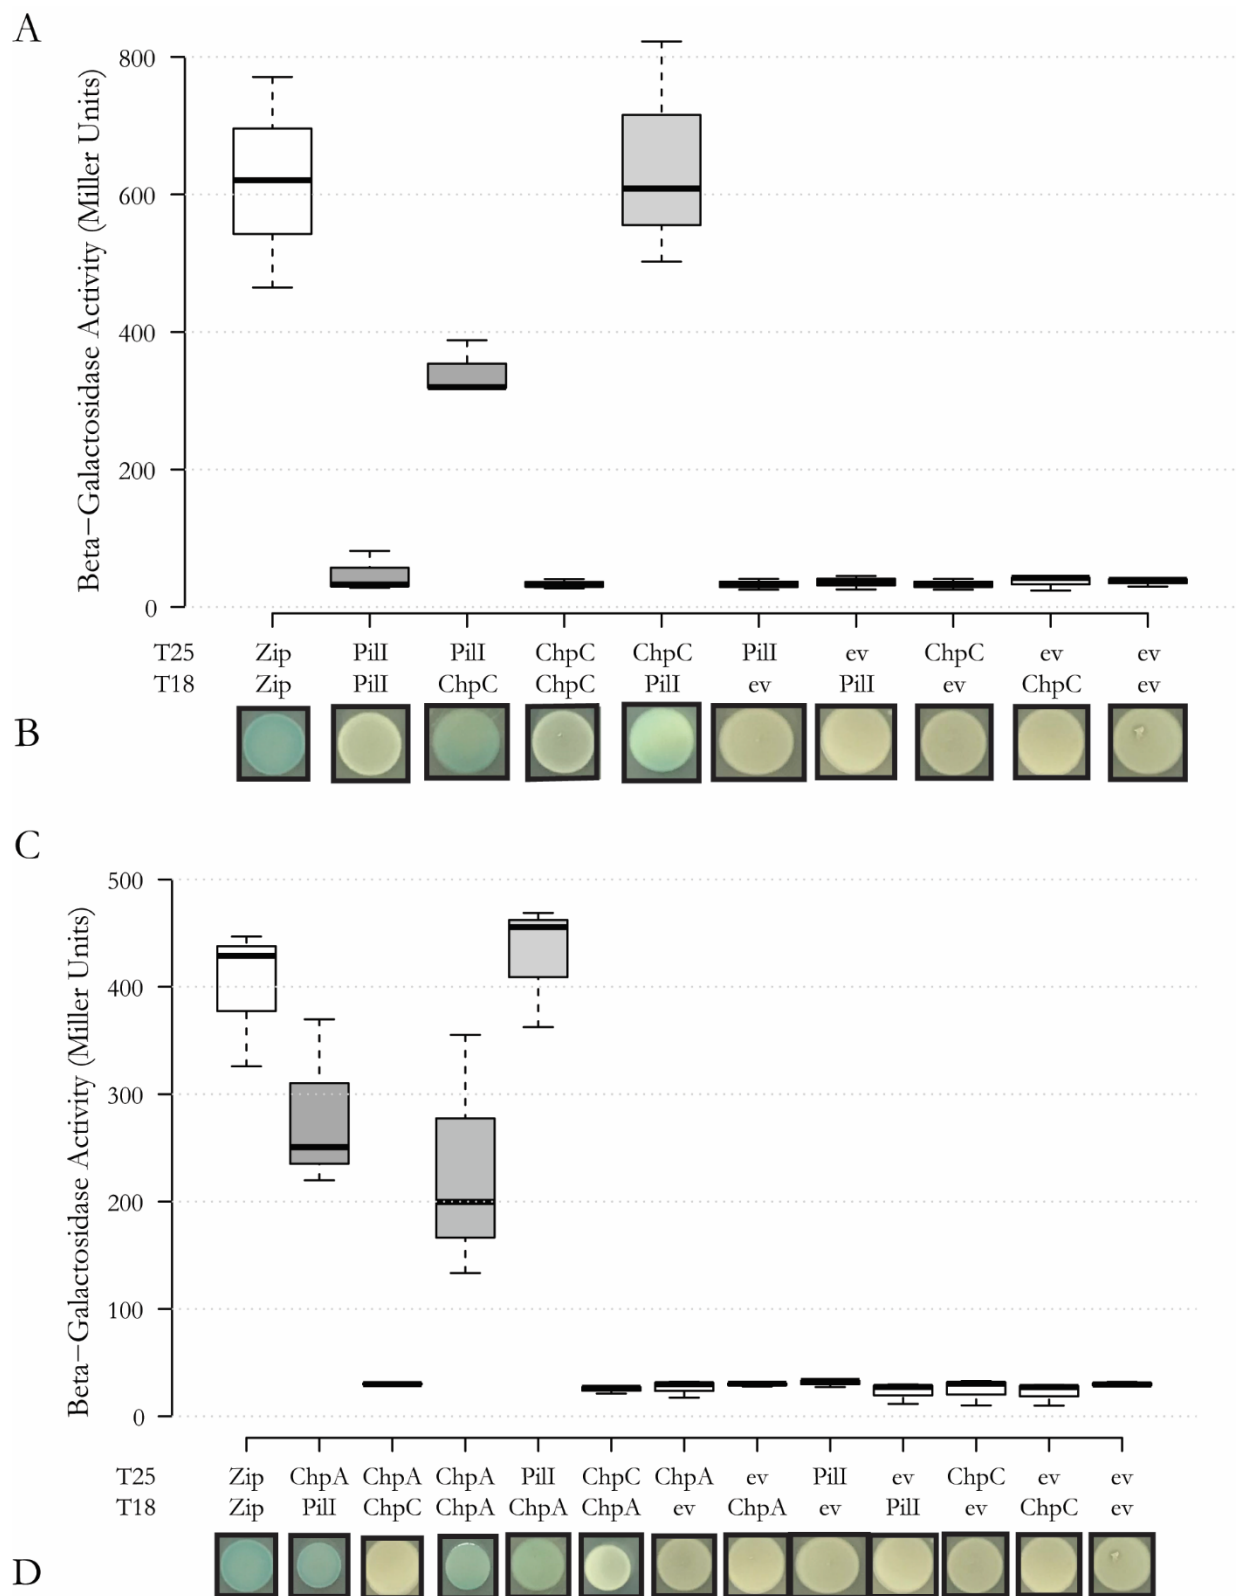 A
Beta−Galactosidase Activity (Miller Units)
800
600
400
200
0
T25 Zip PilI PilI ChpC ChpC PilI ev ChpC ev ev
T18 Zip PilI ChpC ChpC PilI ev PilI ev ChpC ev
B
C
Beta−Galactosidase Activity (Miller Units)
500
400
300
200
100
0
T25 Zip ChpA ChpA ChpA PilI ChpC ChpA ev PilI ev ChpC ev ev
T18 Zip PilI ChpC ChpA ChpA ChpA ev ChpA ev PilI ev ChpC ev
D